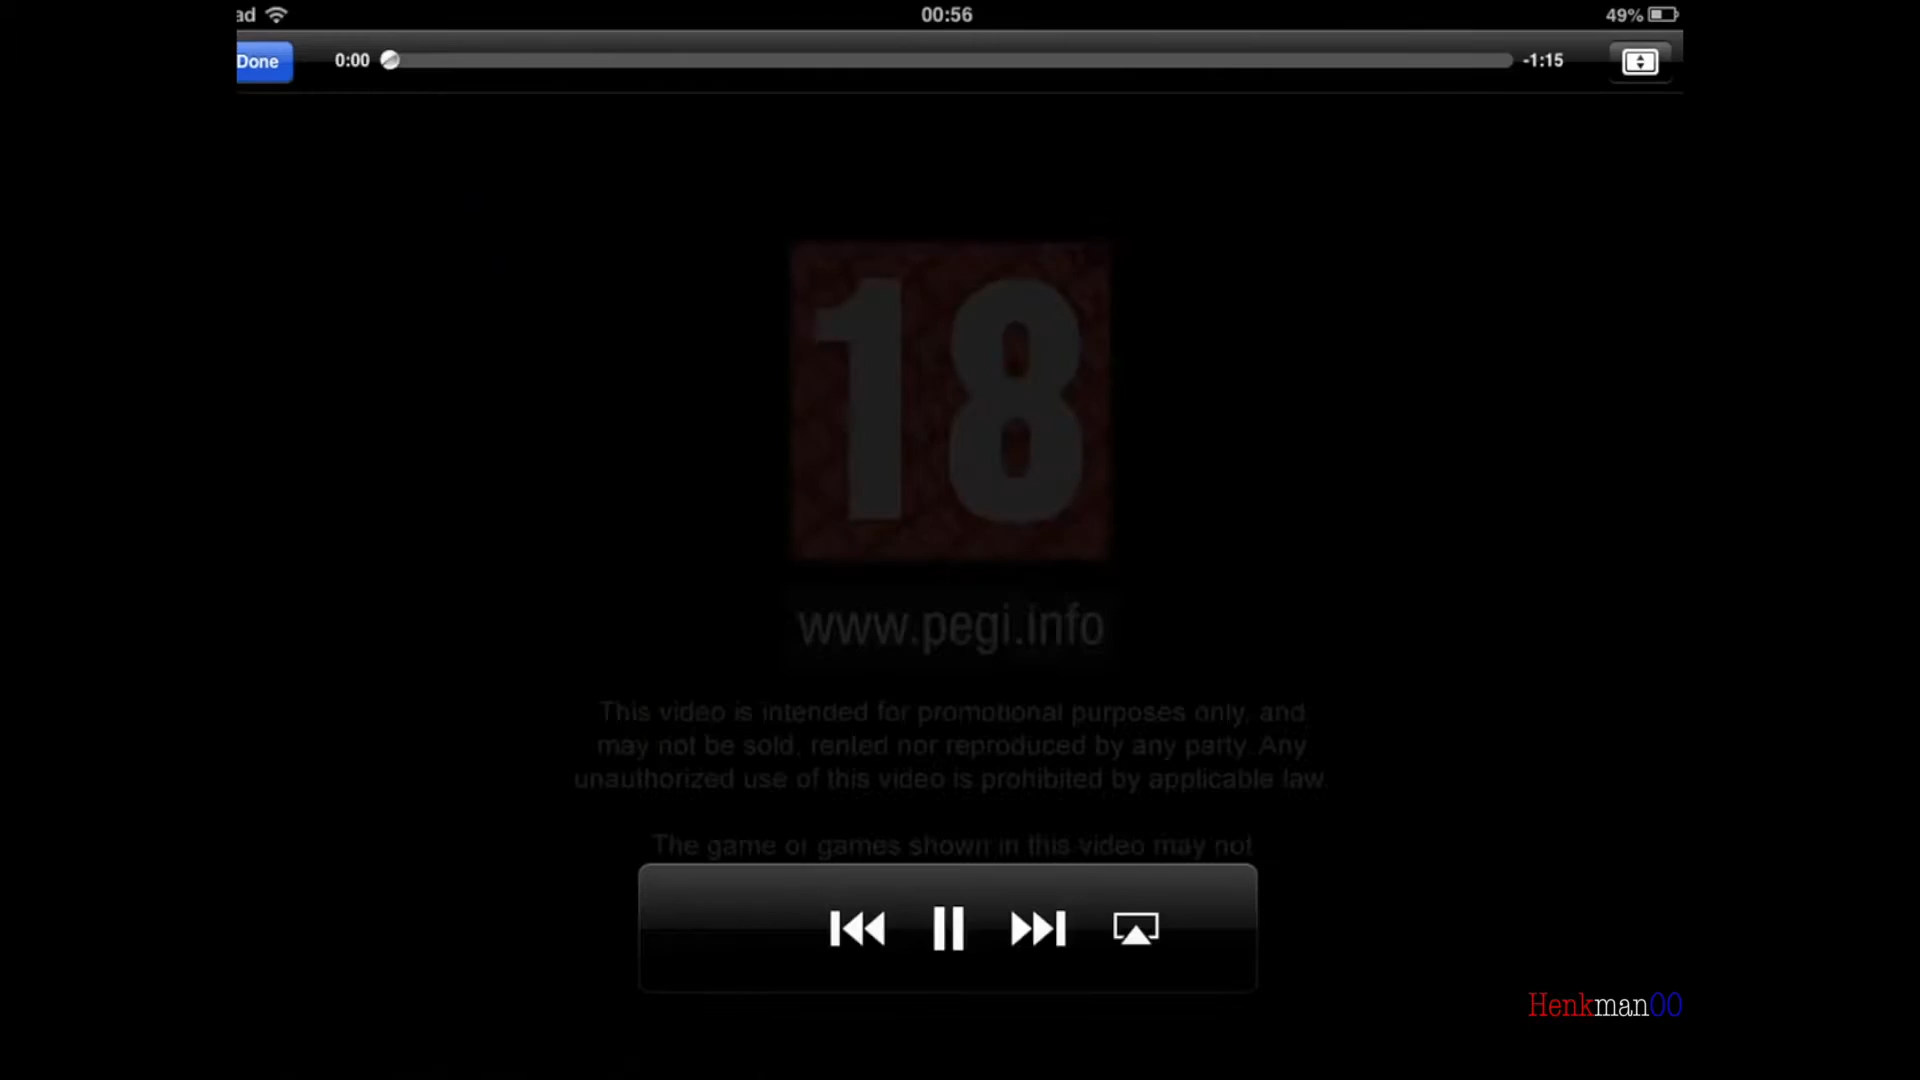 ad 00:56 49%
Done 0:00 -1:15
18
www.pegi.info
This video is intended for promotional purposes only, and
may not be sold, rented nor reproduced by any party. Any
unauthorized use of this video is prohibited by applicable law.
The game or games shown in this video may not
Henkman00